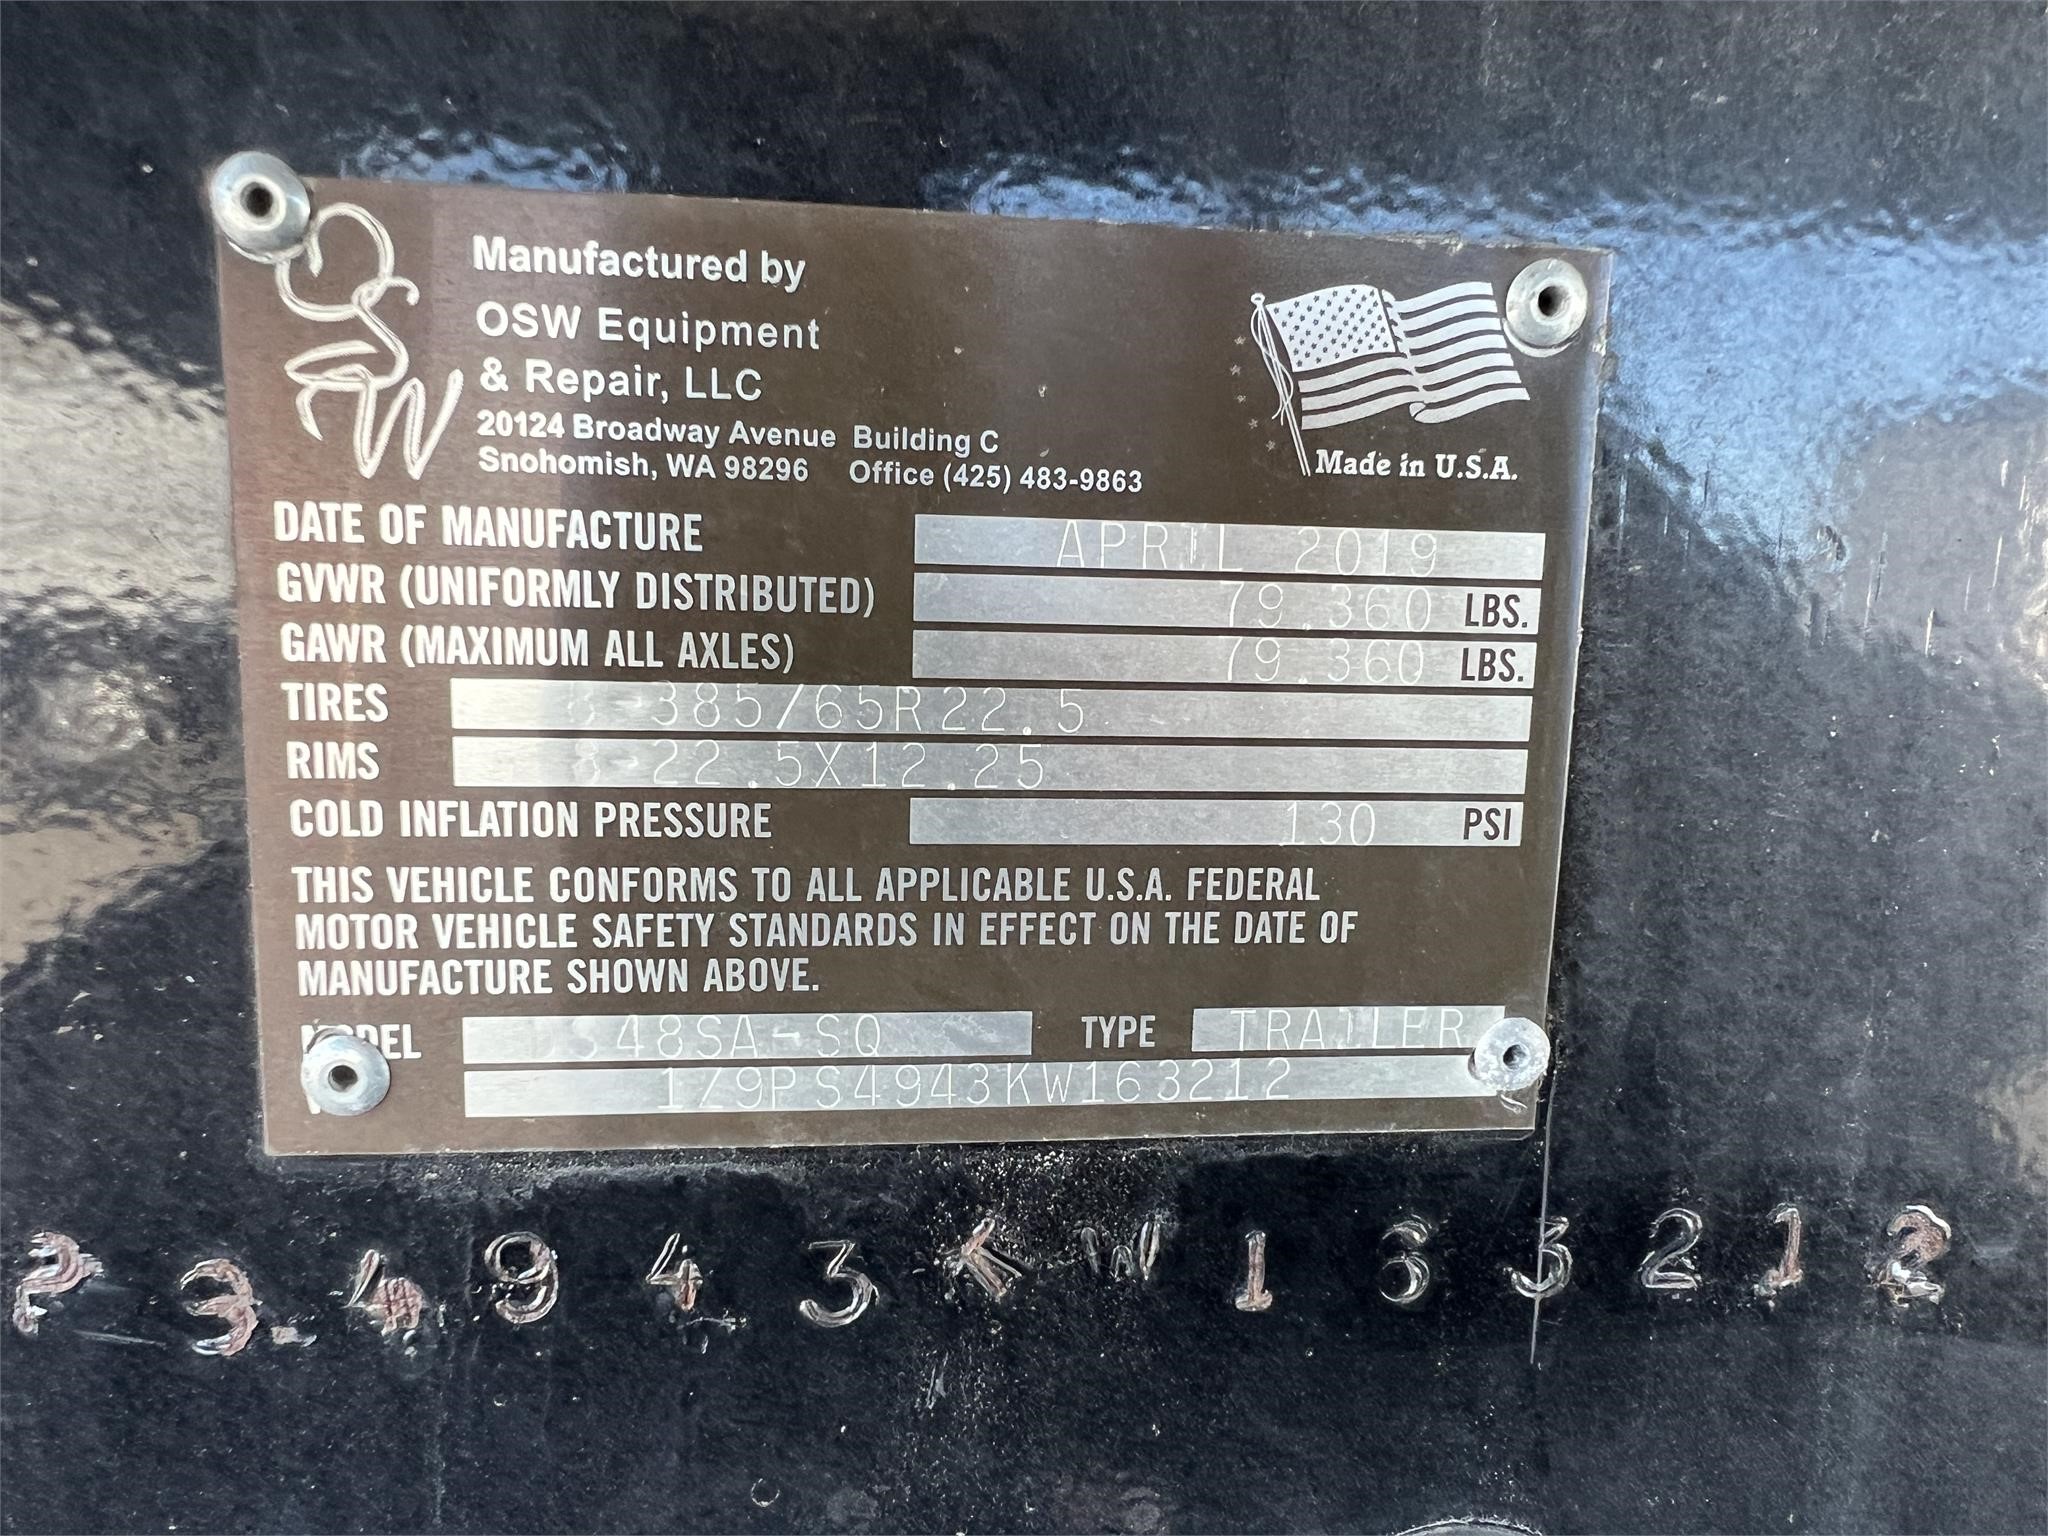 OSW
Manufactured by
OSW Equipment
& Repair, LLC
20124 Broadway Avenue Building C
Snohomish, WA 98296 Office (425) 483-9863
Made in U.S.A.
DATE OF MANUFACTURE APRIL 2019
GVWR (UNIFORMLY DISTRIBUTED) 79,360 LBS.
GAWR (MAXIMUM ALL AXLES) 79,360 LBS.
TIRES 385/65R22.5
RIMS 22.5X12.25
COLD INFLATION PRESSURE 130 PSI
THIS VEHICLE CONFORMS TO ALL APPLICABLE U.S.A. FEDERAL
MOTOR VEHICLE SAFETY STANDARDS IN EFFECT ON THE DATE OF
MANUFACTURE SHOWN ABOVE.
MODEL TYPE TRAILER
1Z9PS4943KW163212